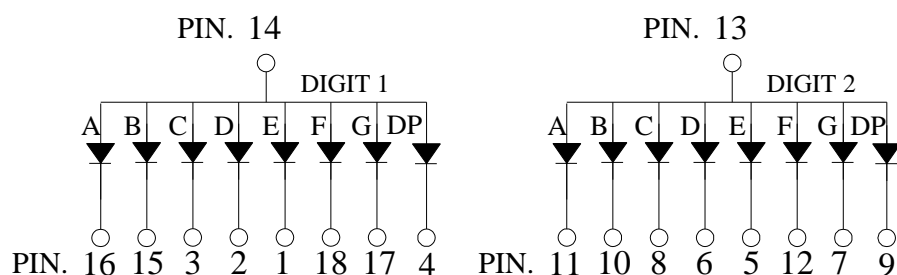 PIN. 14 PIN. 13
DIGIT 1 DIGIT 2
A B C D E F G DP A B C D E F G DP
PIN. 16 15 3 2 1 18 17 4 PIN. 11 10 8 6 5 12 7 9